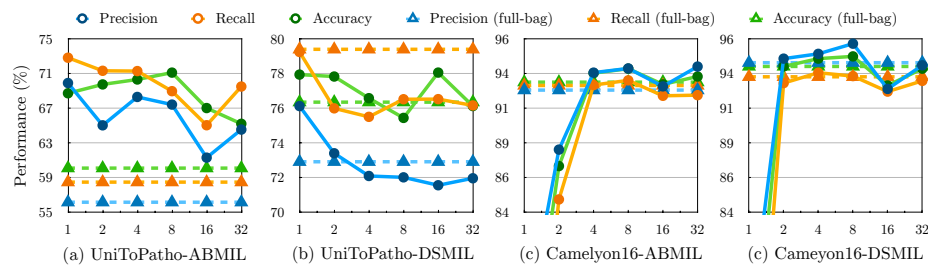 Precision Recall Accuracy Precision (full-bag) Recall (full-bag) Accuracy (full-bag)
Performance (%)
75
71
67
63
59
55
1 2 4 8 16 32
(a) UniToPatho-ABMIL
80
78
76
74
72
70
1 2 4 8 16 32
(b) UniToPatho-DSMIL
96
94
91
89
86
84
1 2 4 8 16 32
(c) Camelyon16-ABMIL
96
94
91
89
86
84
1 2 4 8 16 32
(c) Cameyon16-DSMIL